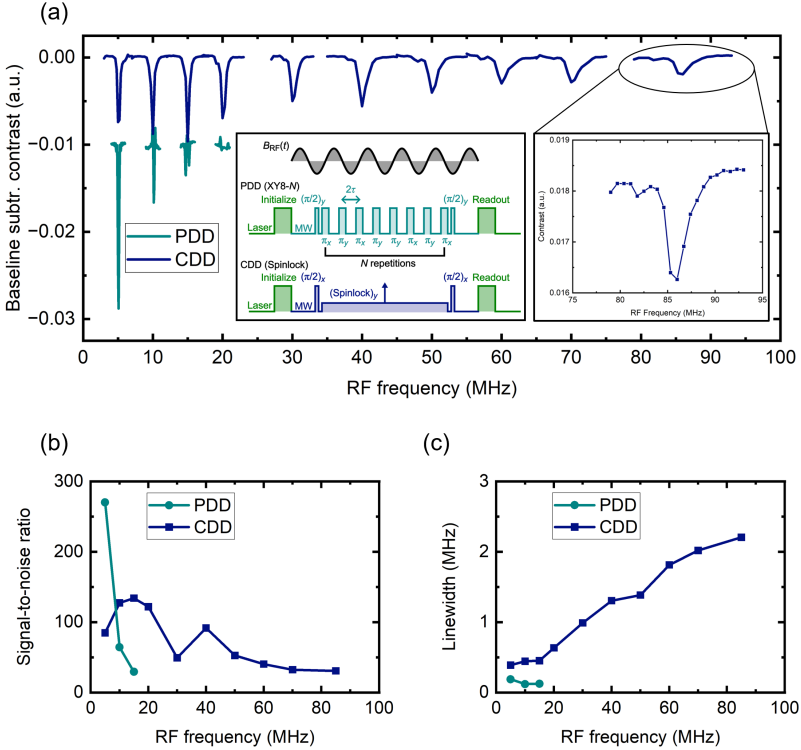 (a)
Baseline subtr. contrast (a.u.)
0.00
−0.01
−0.02
−0.03
PDD
CDD
B_RF(t)
PDD (XY8-N)
Initialize (π/2)_y 2τ (π/2)_y Readout
Laser MW
π_x π_y π_x π_y π_y π_x π_y π_x
N repetitions
CDD (Spinlock)
Initialize (π/2)_x (π/2)_x Readout
(Spinlock)_y
Laser MW
Contrast (a.u.)
0.019
0.018
0.017
0.016
75 80 85 90 95
RF Frequency (MHz)
0 10 20 30 40 50 60 70 80 90 100
RF frequency (MHz)
(b)
Signal-to-noise ratio
300
200
100
0
PDD
CDD
0 20 40 60 80 100
RF frequency (MHz)
(c)
Linewidth (MHz)
3
2
1
0
PDD
CDD
0 20 40 60 80 100
RF frequency (MHz)